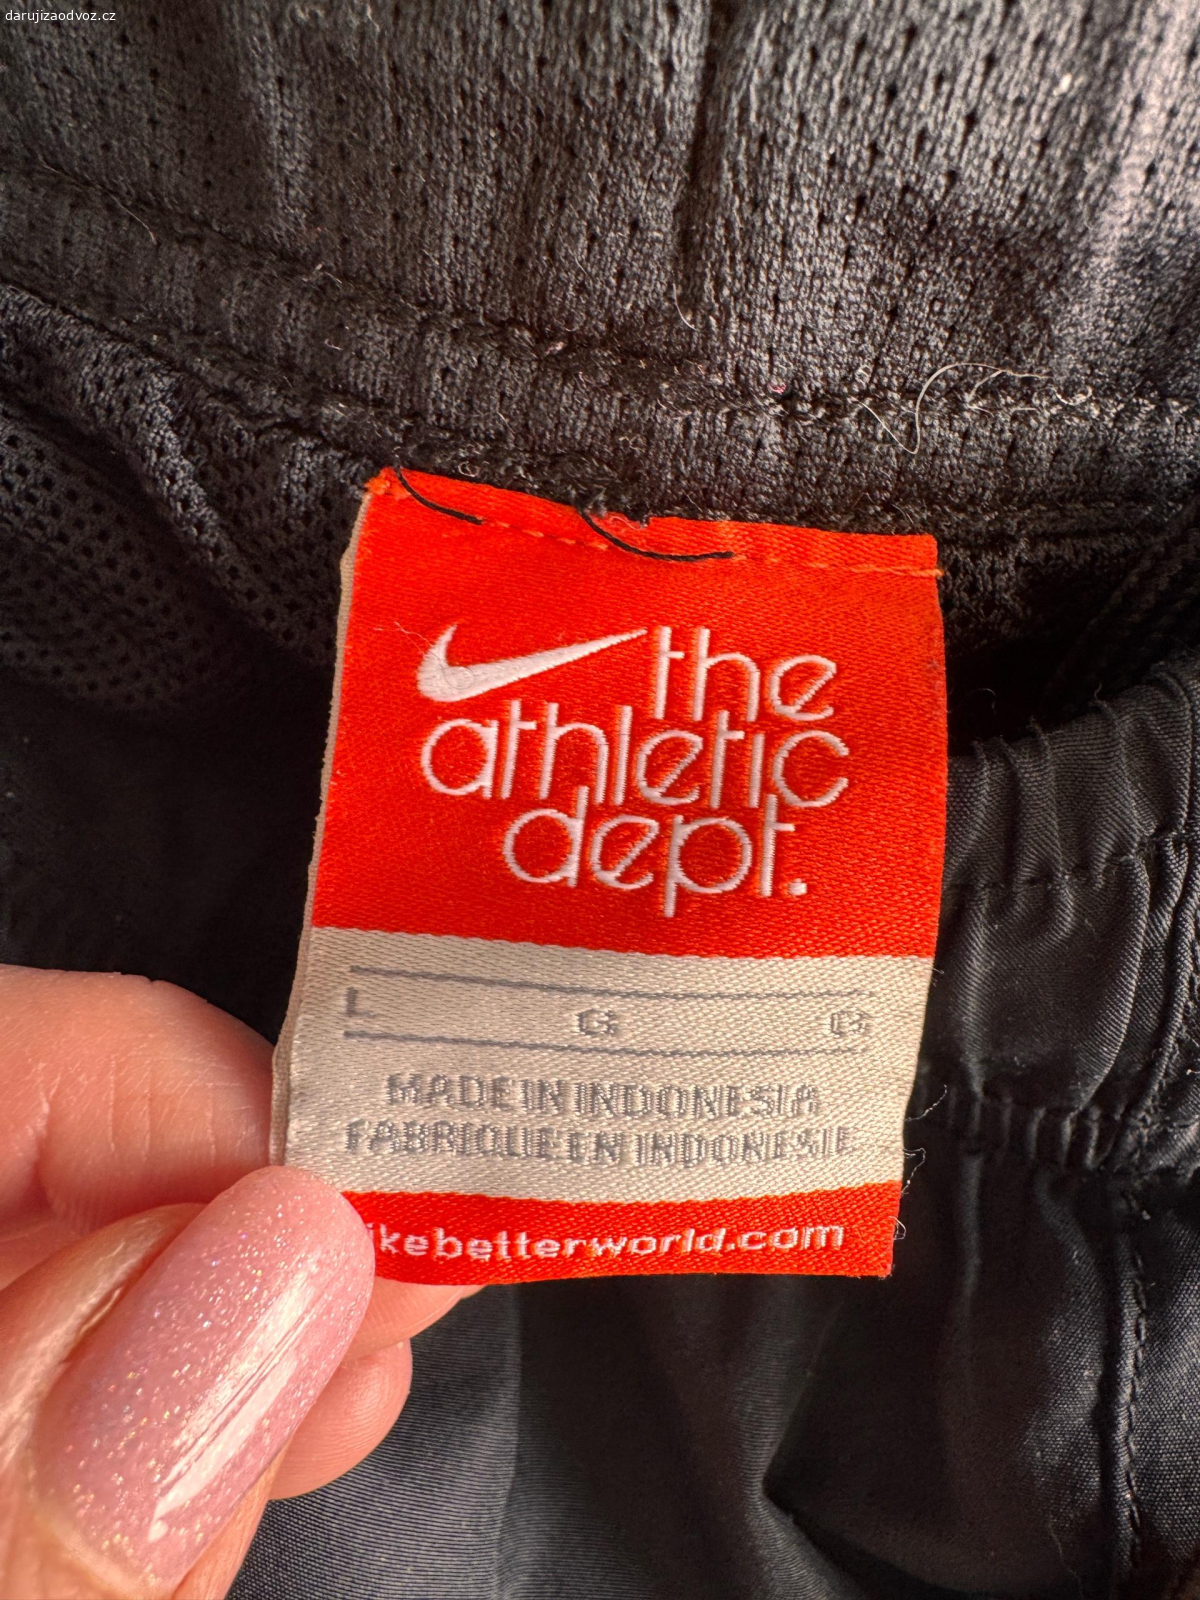 darujizaodvoz.cz
the
athletic
dept.
L G G
MADE IN INDONESIA
FABRIQUE EN INDONESIE
ikebetterworld.com